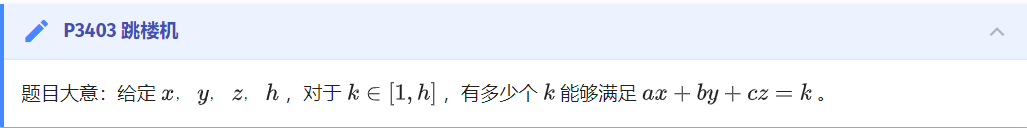 P3403 跳楼机
题目大意：给定 x， y， z， h ，对于 k ∈ [1, h] ，有多少个 k 能够满足 ax + by + cz = k 。